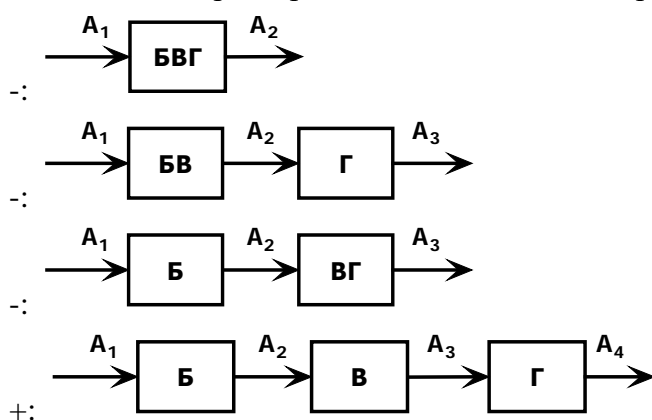 A₁ БВГ A₂
-:
A₁ БВ A₂ Г A₃
-:
A₁ Б A₂ ВГ A₃
-:
A₁ Б A₂ В A₃ Г A₄
+: